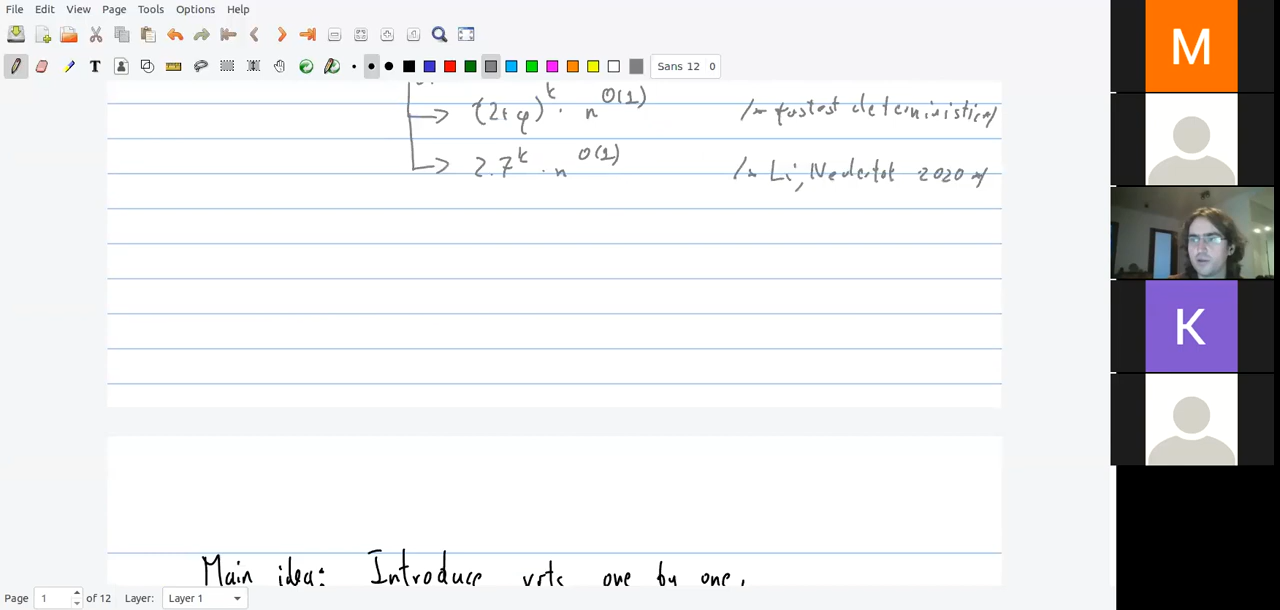 File Edit View Page Tools Options Help
Sans 12 0
→ (2+φ)^k · n^O(1) /* fastest deterministic */
→ 2.7^k · n^O(1) /* Li, Nederlof 2020 */
Main idea: Introduce vrts one by one.
Page 1 of 12 Layer: Layer 1
M
K